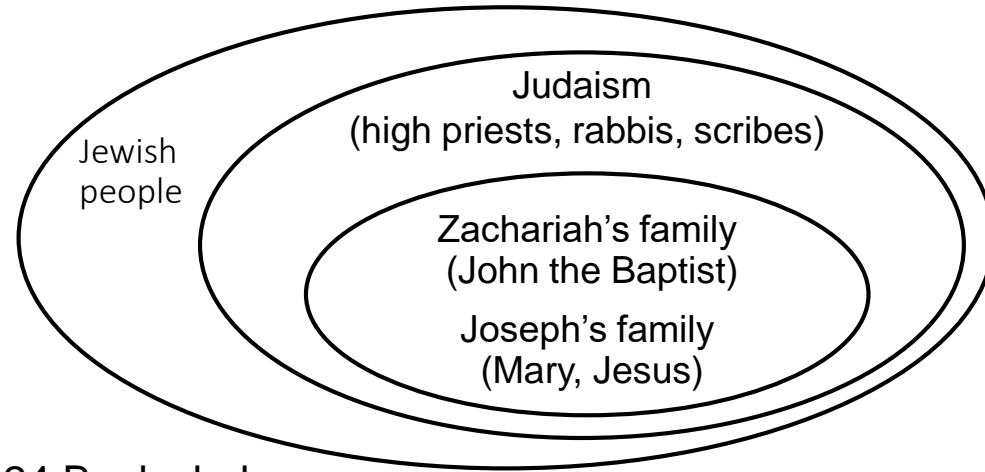 Judaism
(high priests, rabbis, scribes)
Jewish
people
Zachariah’s family
(John the Baptist)
Joseph’s family
(Mary, Jesus)